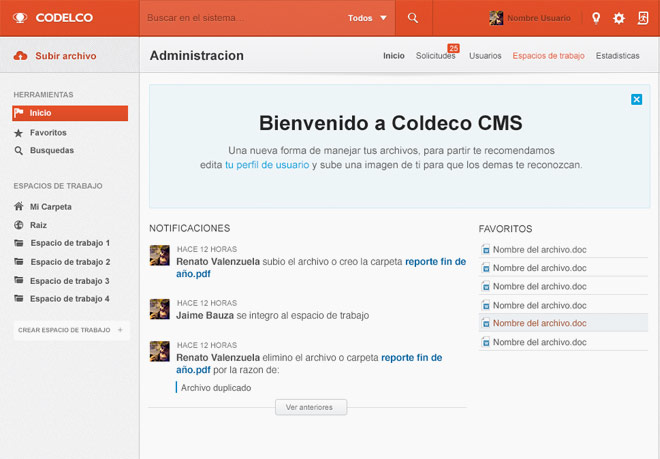 CODELCO
Buscar en el sistema...
Todos
Nombre Usuario
Subir archivo
Administracion
Inicio
Solicitudes
25
Usuarios
Espacios de trabajo
Estadisticas
HERRAMIENTAS
Inicio
Favoritos
Busquedas
ESPACIOS DE TRABAJO
Mi Carpeta
Raiz
Espacio de trabajo 1
Espacio de trabajo 2
Espacio de trabajo 3
Espacio de trabajo 4
CREAR ESPACIO DE TRABAJO +
Bienvenido a Coldeco CMS
Una nueva forma de manejar tus archivos, para partir te recomendamos
edita tu perfil de usuario y sube una imagen de ti para que los demas te reconozcan.
NOTIFICACIONES
HACE 12 HORAS
Renato Valenzuela subio el archivo o creo la carpeta reporte fin de
año.pdf
HACE 12 HORAS
Jaime Bauza se integro al espacio de trabajo
HACE 12 HORAS
Renato Valenzuela elimino el archivo o carpeta reporte fin de
año.pdf por la razon de:
Archivo duplicado
Ver anteriores
FAVORITOS
Nombre del archivo.doc
Nombre del archivo.doc
Nombre del archivo.doc
Nombre del archivo.doc
Nombre del archivo.doc
Nombre del archivo.doc